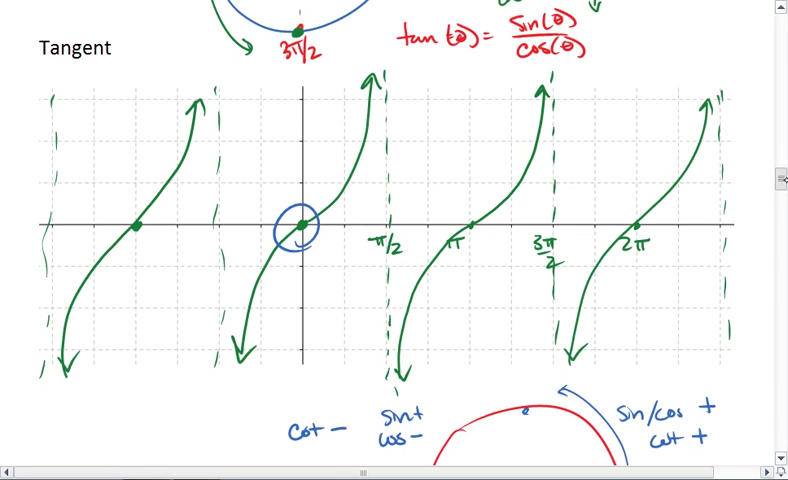 tan(θ) = sin(θ)/cos(θ)
3π/2
Tangent
π/2
π
3π/2
2π
cot −
sin+
cos−
sin/cos +
cot +